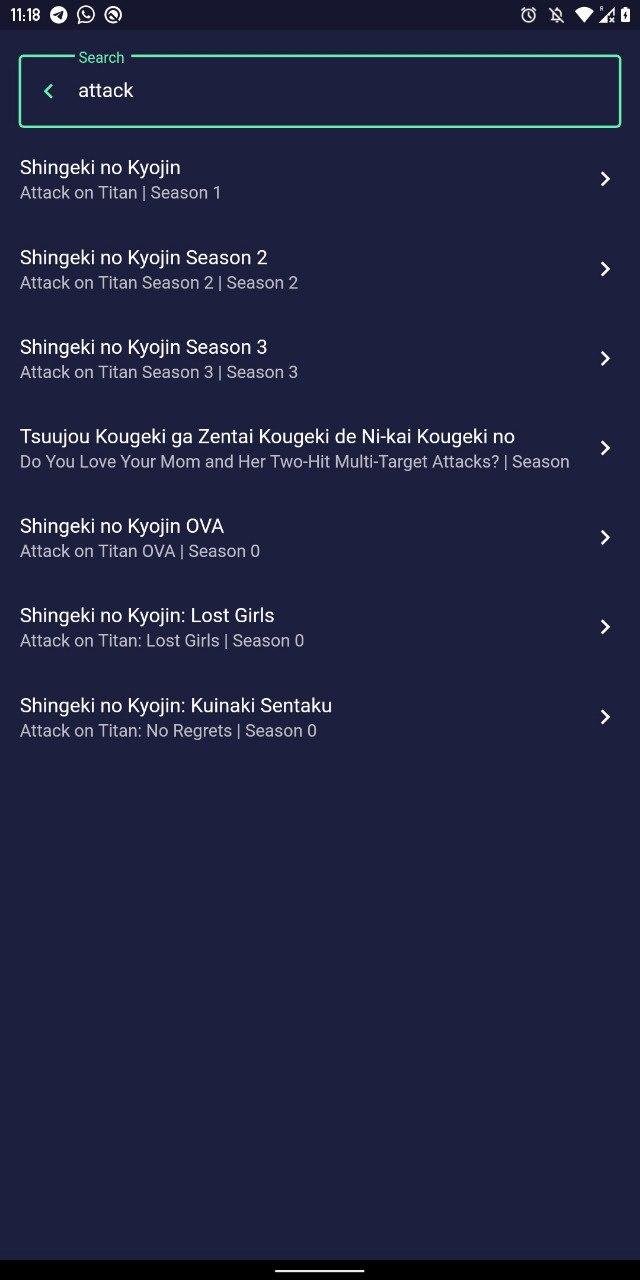 11:18
Search
attack
Shingeki no Kyojin
Attack on Titan | Season 1
Shingeki no Kyojin Season 2
Attack on Titan Season 2 | Season 2
Shingeki no Kyojin Season 3
Attack on Titan Season 3 | Season 3
Tsuujou Kougeki ga Zentai Kougeki de Ni-kai Kougeki no
Do You Love Your Mom and Her Two-Hit Multi-Target Attacks? | Season
Shingeki no Kyojin OVA
Attack on Titan OVA | Season 0
Shingeki no Kyojin: Lost Girls
Attack on Titan: Lost Girls | Season 0
Shingeki no Kyojin: Kuinaki Sentaku
Attack on Titan: No Regrets | Season 0